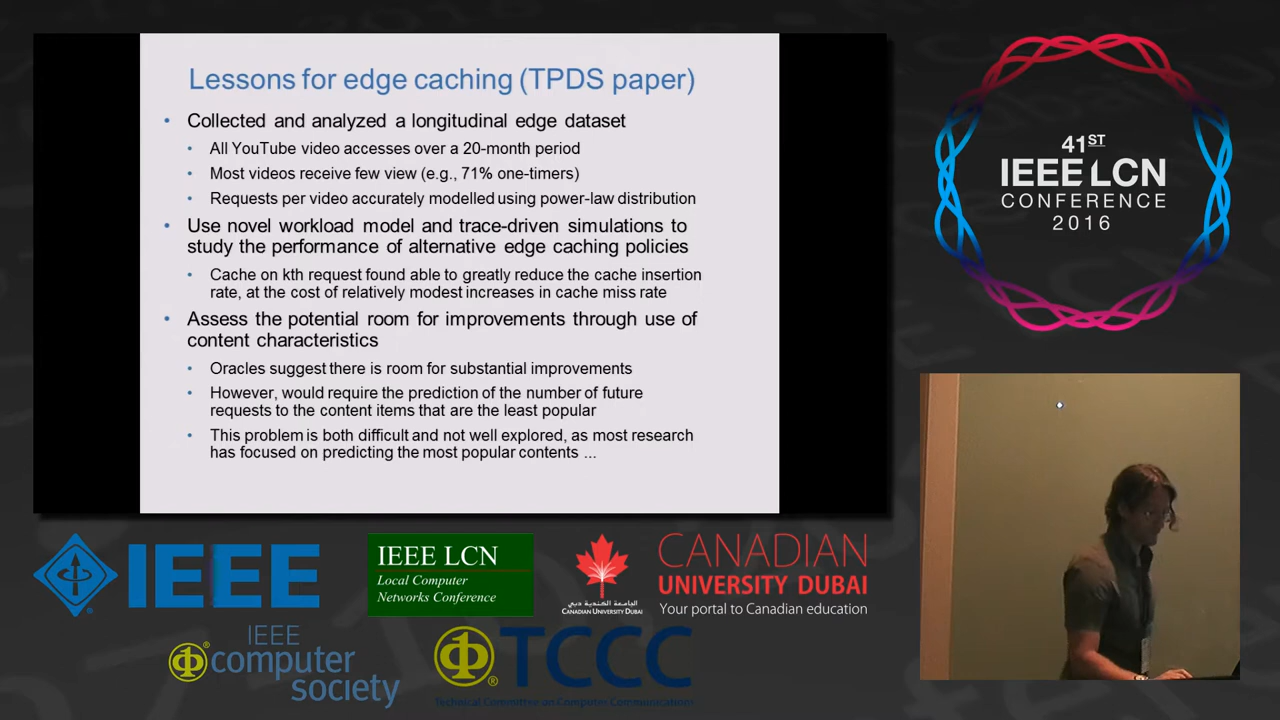 Lessons for edge caching (TPDS paper)
• Collected and analyzed a longitudinal edge dataset
• All YouTube video accesses over a 20-month period
• Most videos receive few view (e.g., 71% one-timers)
• Requests per video accurately modelled using power-law distribution
• Use novel workload model and trace-driven simulations to
study the performance of alternative edge caching policies
• Cache on kth request found able to greatly reduce the cache insertion
rate, at the cost of relatively modest increases in cache miss rate
• Assess the potential room for improvements through use of
content characteristics
• Oracles suggest there is room for substantial improvements
• However, would require the prediction of the number of future
requests to the content items that are the least popular
• This problem is both difficult and not well explored, as most research
has focused on predicting the most popular contents ...
41ST
IEEE LCN
CONFERENCE
2016
IEEE
IEEE LCN
Local Computer
Networks Conference
الجامعة الكندية دبي
CANADIAN UNIVERSITY DUBAI
CANADIAN
UNIVERSITY DUBAI
Your portal to Canadian education
IEEE
computer
society
TCCC
Technical Committee on Computer Communications